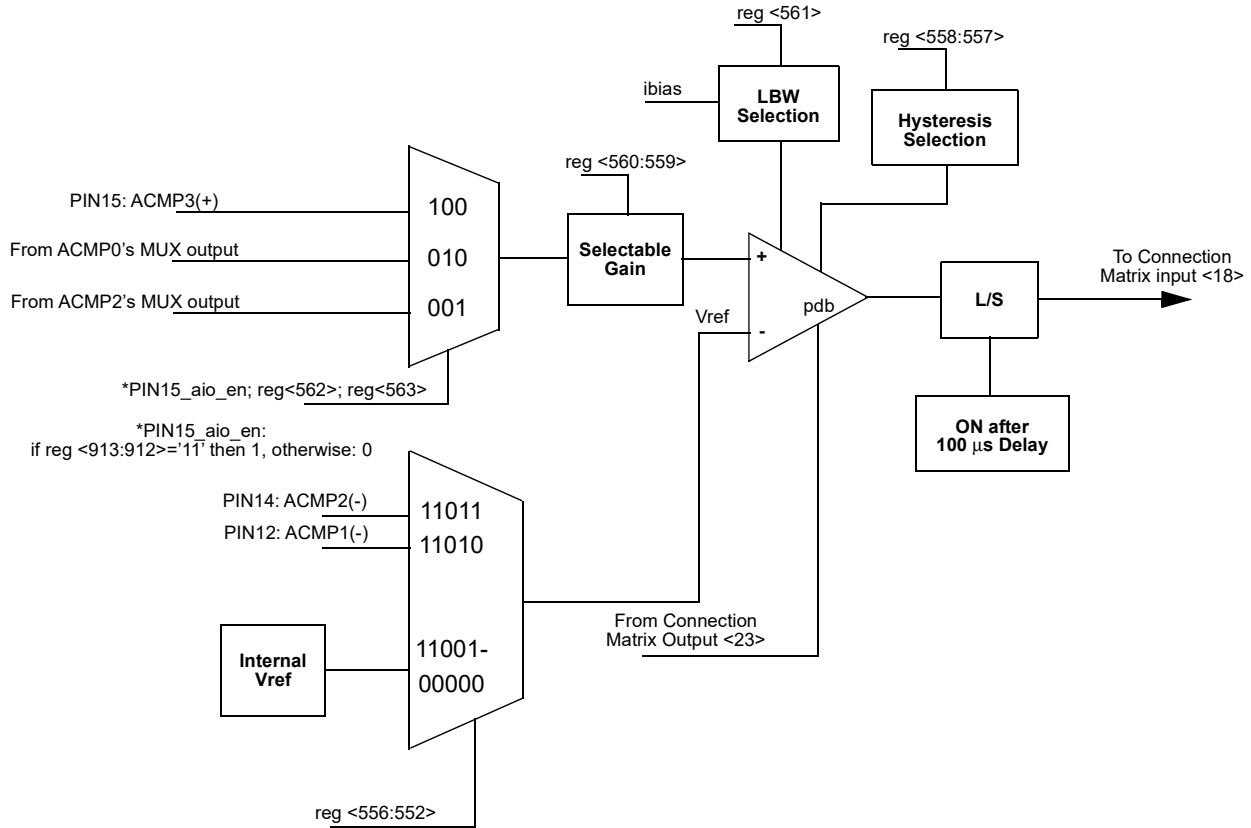 reg <561>
reg <558:557>
ibias
LBW
Selection
Hysteresis
Selection
reg <560:559>
PIN15: ACMP3(+)
100
From ACMP0's MUX output
010
From ACMP2's MUX output
001
Selectable
Gain
+
To Connection
Matrix input <18>
L/S
pdb
Vref
-
*PIN15_aio_en; reg<562>; reg<563>
ON after
100 μs Delay
*PIN15_aio_en:
if reg <913:912>='11' then 1, otherwise: 0
PIN14: ACMP2(-)
11011
PIN12: ACMP1(-)
11010
From Connection
Matrix Output <23>
Internal
Vref
11001-
00000
reg <556:552>